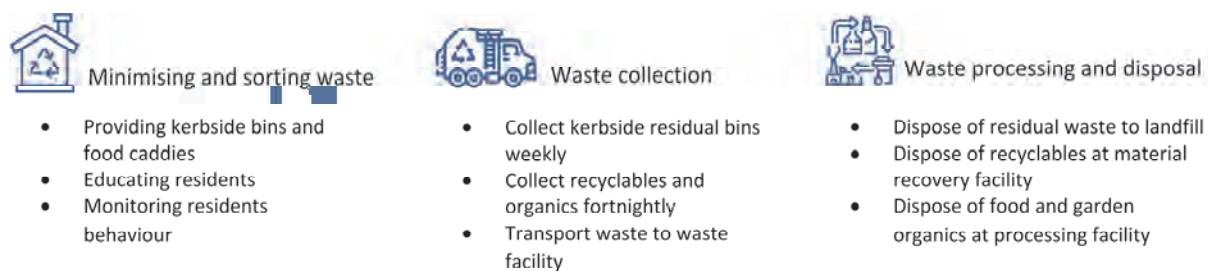 Minimising and sorting waste
• Providing kerbside bins and
food caddies
• Educating residents
• Monitoring residents
behaviour
Waste collection
• Collect kerbside residual bins
weekly
• Collect recyclables and
organics fortnightly
• Transport waste to waste
facility
Waste processing and disposal
• Dispose of residual waste to landfill
• Dispose of recyclables at material
recovery facility
• Dispose of food and garden
organics at processing facility